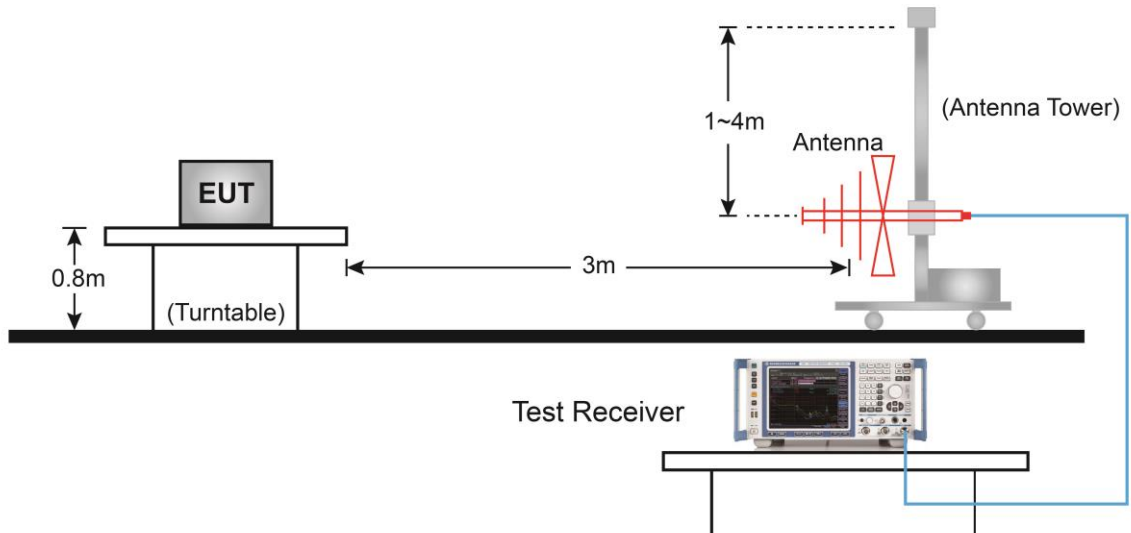 1~4m
(Antenna Tower)
Antenna
EUT
3m
0.8m
(Turntable)
Test Receiver